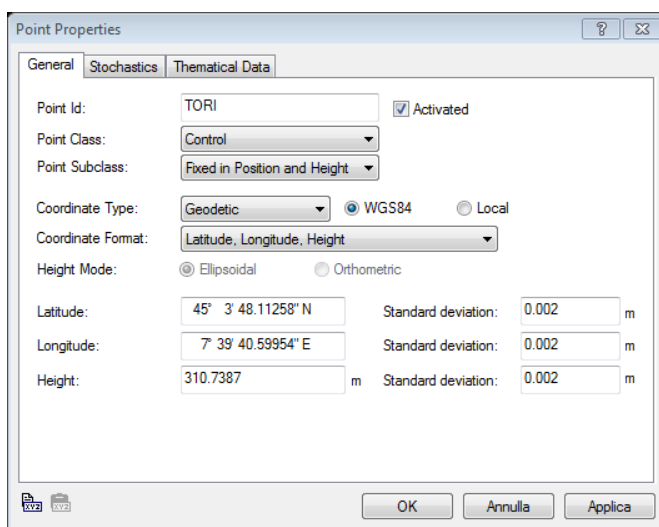 Point Properties
General Stochastics Thematical Data
Point Id: TORI Activated
Point Class: Control
Point Subclass: Fixed in Position and Height
Coordinate Type: Geodetic WGS84 Local
Coordinate Format: Latitude, Longitude, Height
Height Mode: Ellipsoidal Orthometric
Latitude: 45° 3' 48.11258" N Standard deviation: 0.002 m
Longitude: 7° 39' 40.59954" E Standard deviation: 0.002 m
Height: 310.7387 m Standard deviation: 0.002 m
XYZ XYZ OK Annulla Applica